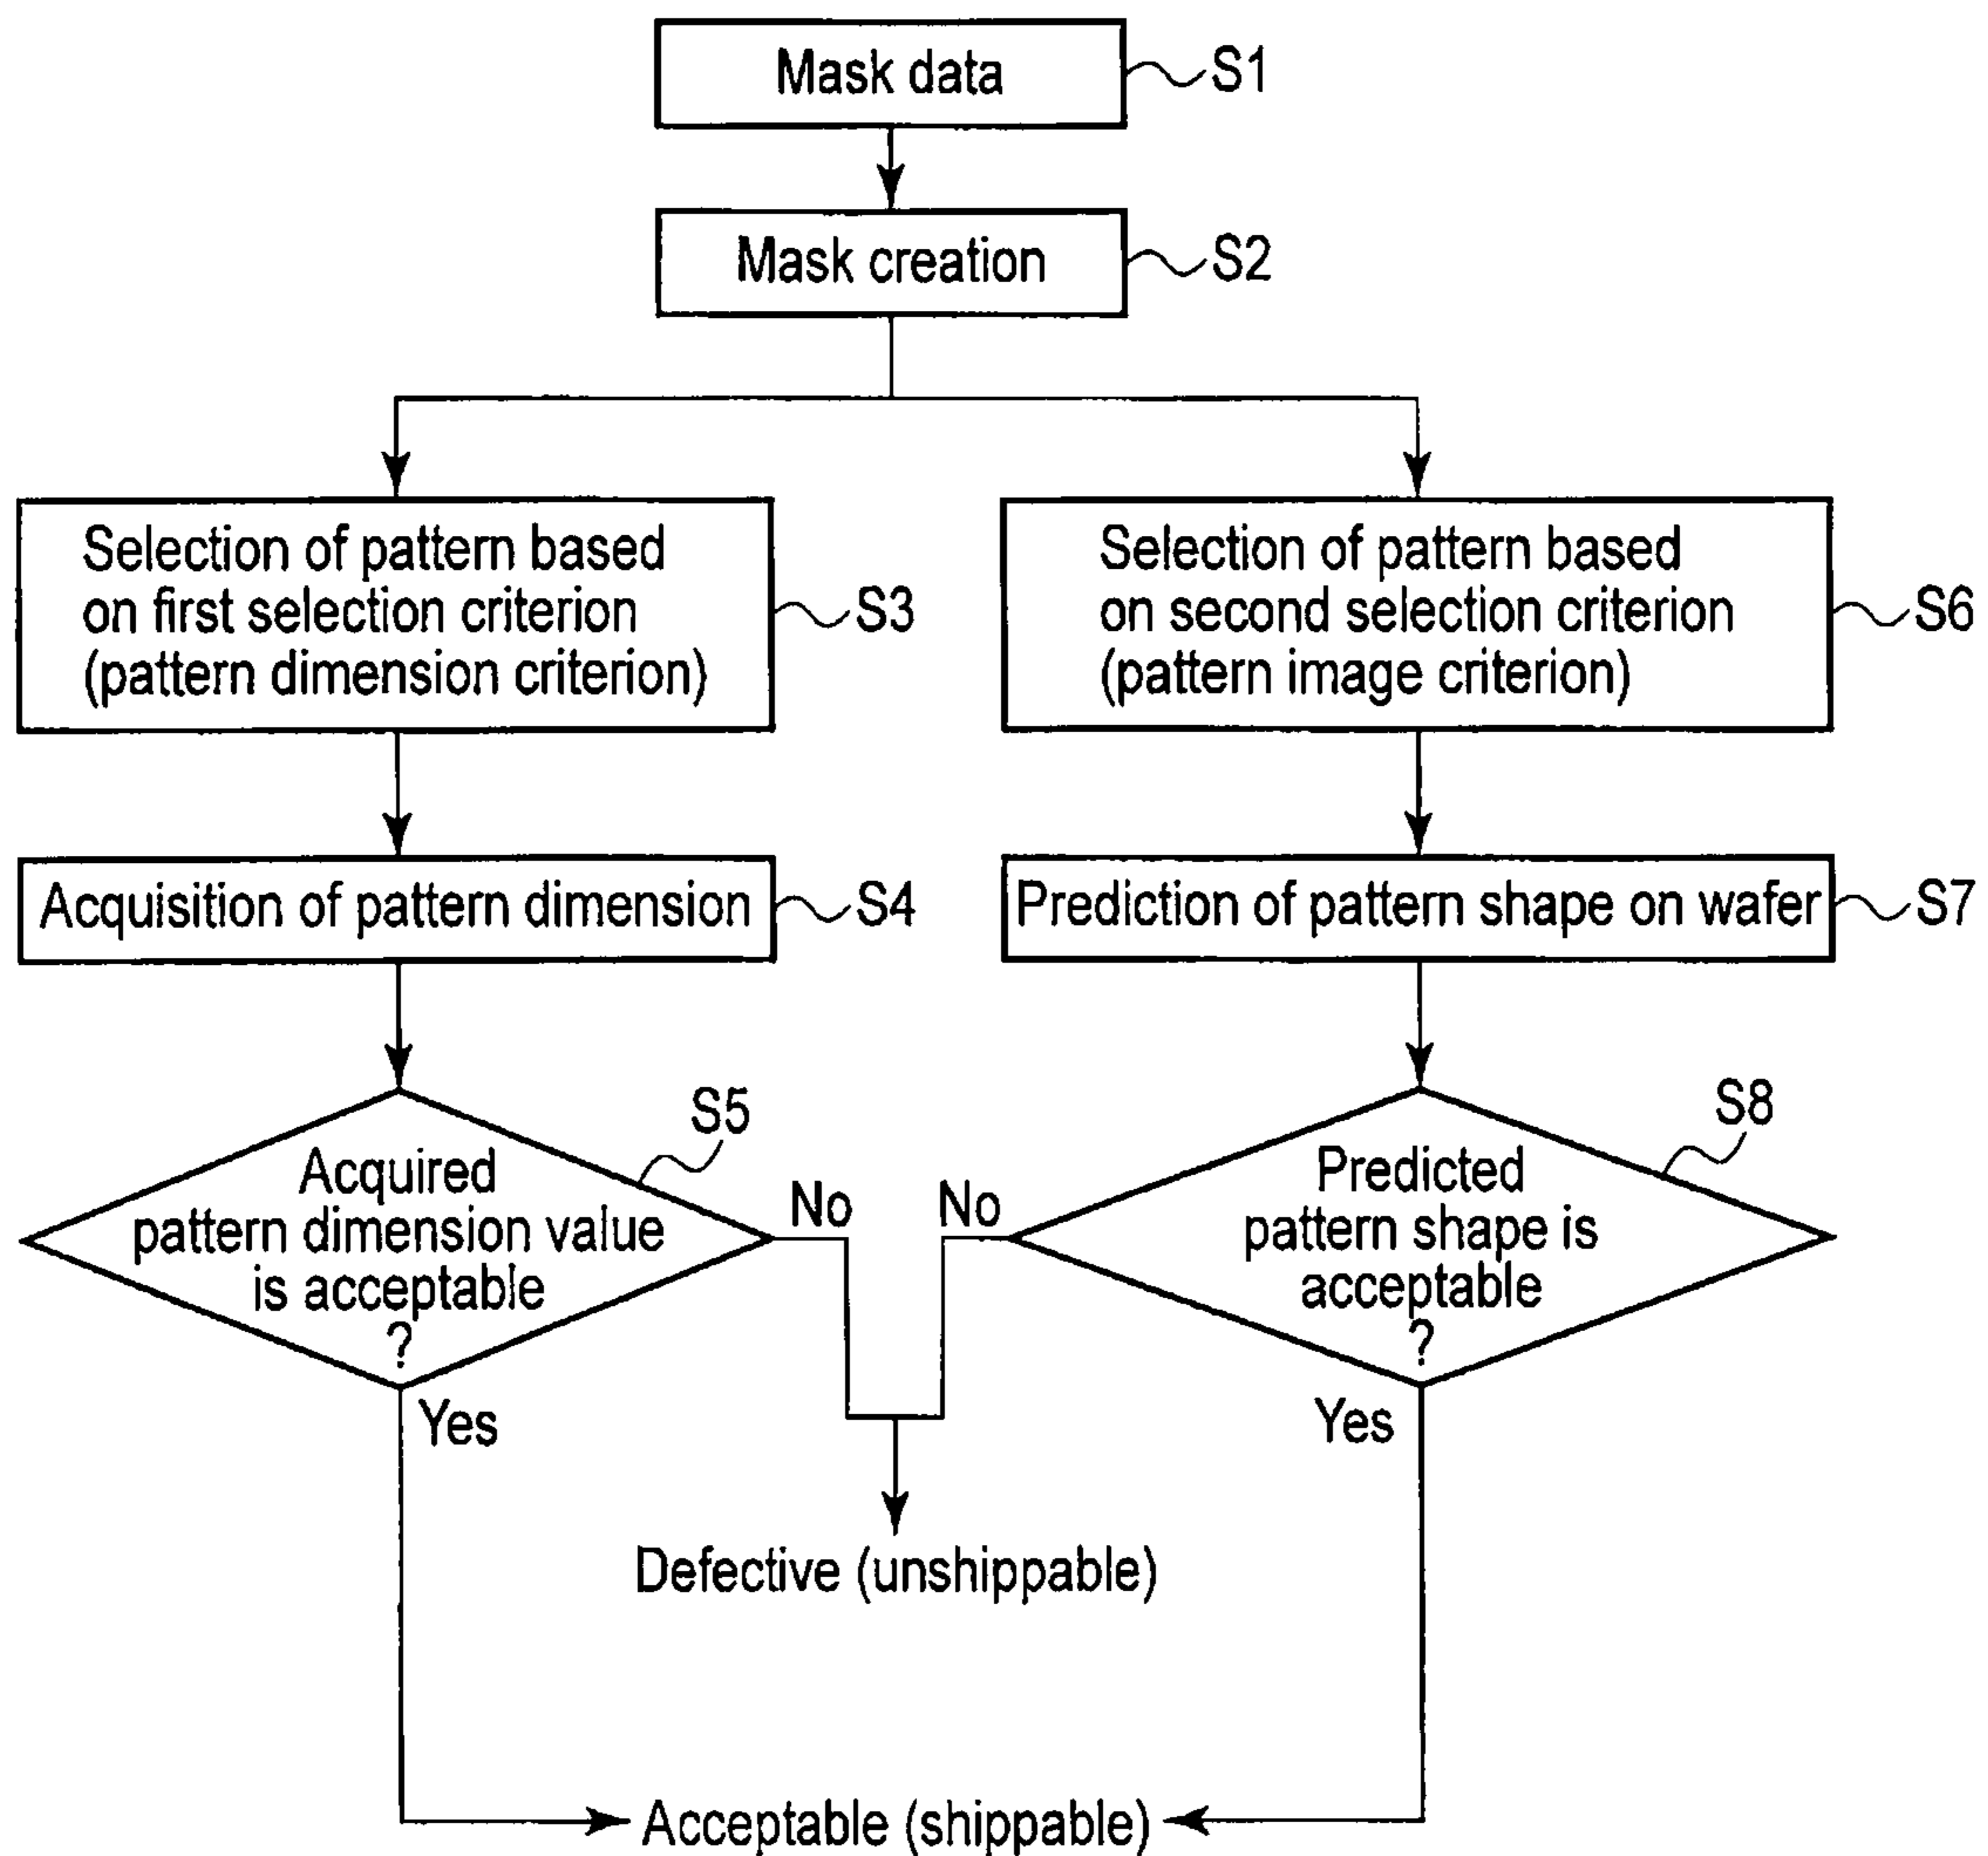 Mask data
S1
Mask creation
S2
Selection of pattern based
on first selection criterion
(pattern dimension criterion)
S3
Selection of pattern based
on second selection criterion
(pattern image criterion)
S6
Acquisition of pattern dimension
S4
Prediction of pattern shape on wafer
S7
S5
Acquired
pattern dimension value
is acceptable
?
No
Yes
S8
Predicted
pattern shape is
acceptable
?
No
Yes
Defective (unshippable)
Acceptable (shippable)